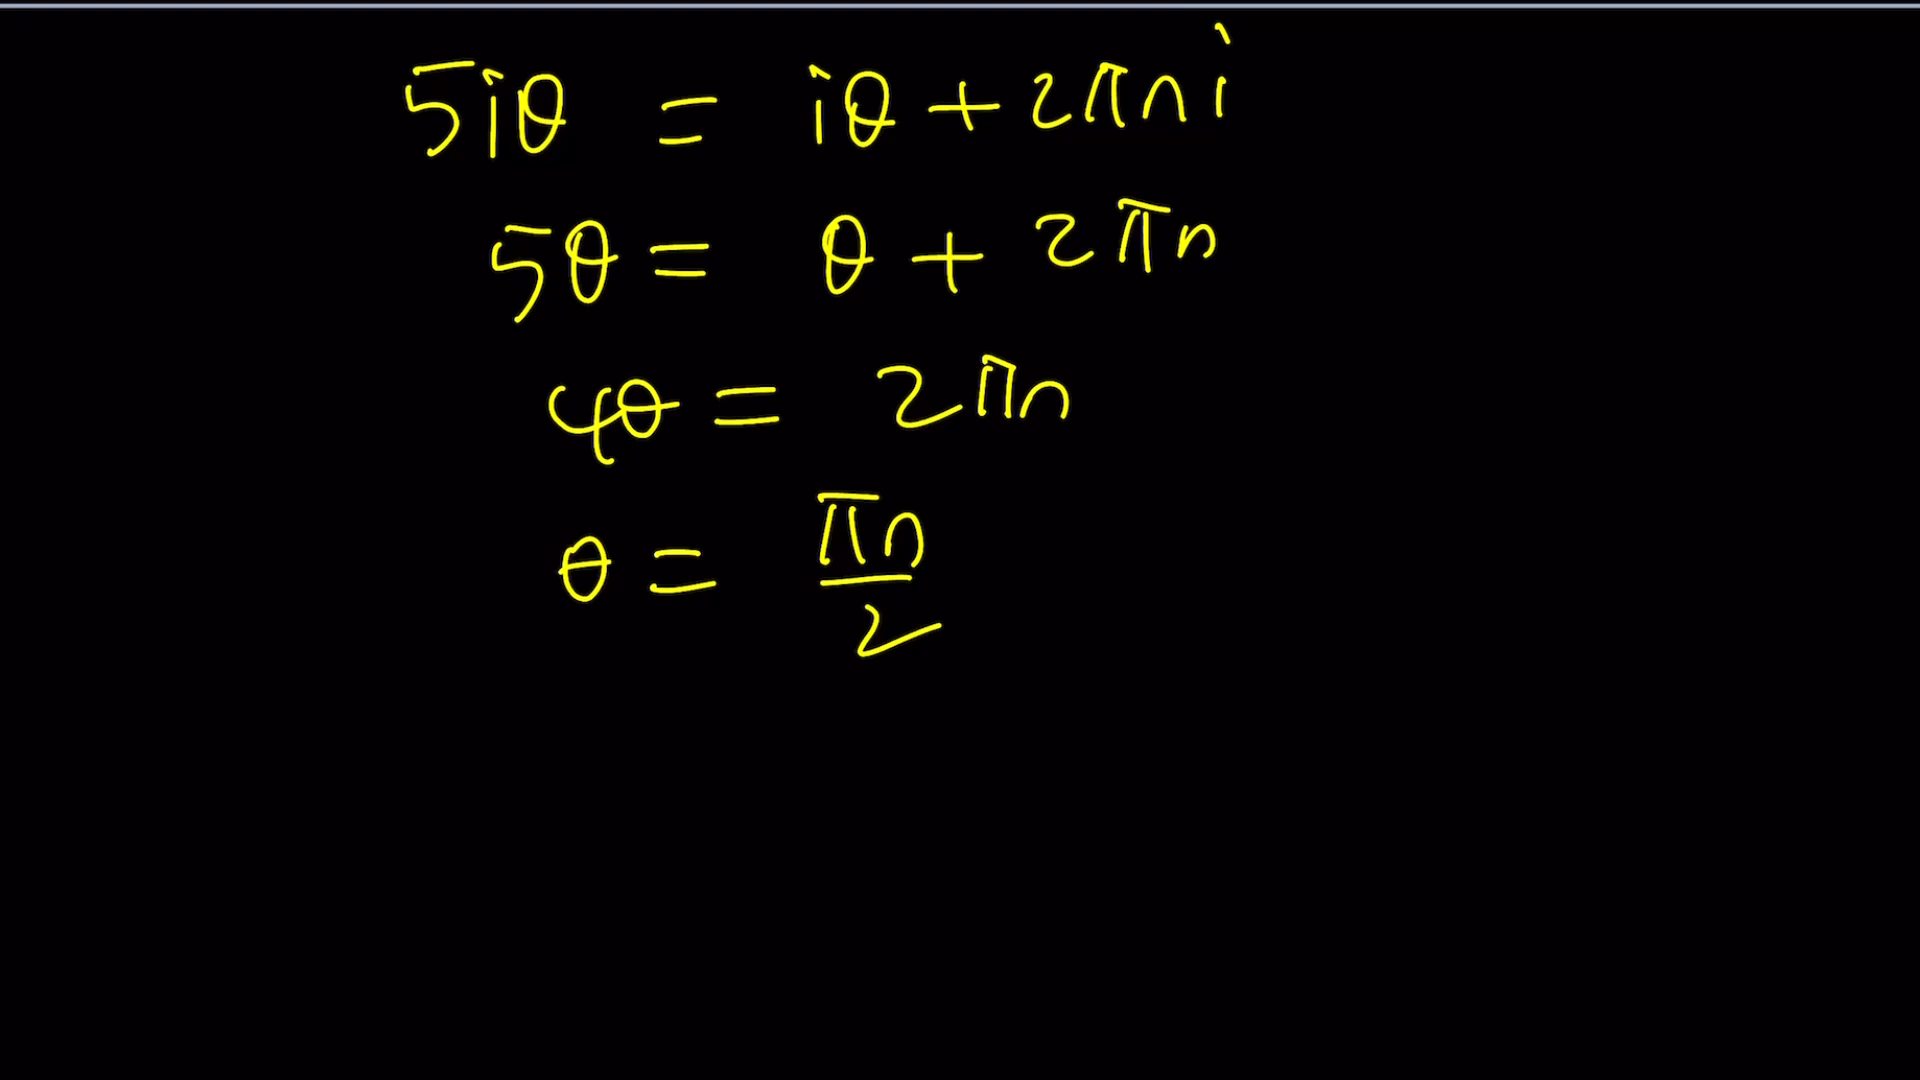 5iθ = iθ + 2πni
5θ = θ + 2πn
4θ = 2πn
θ = πn/2